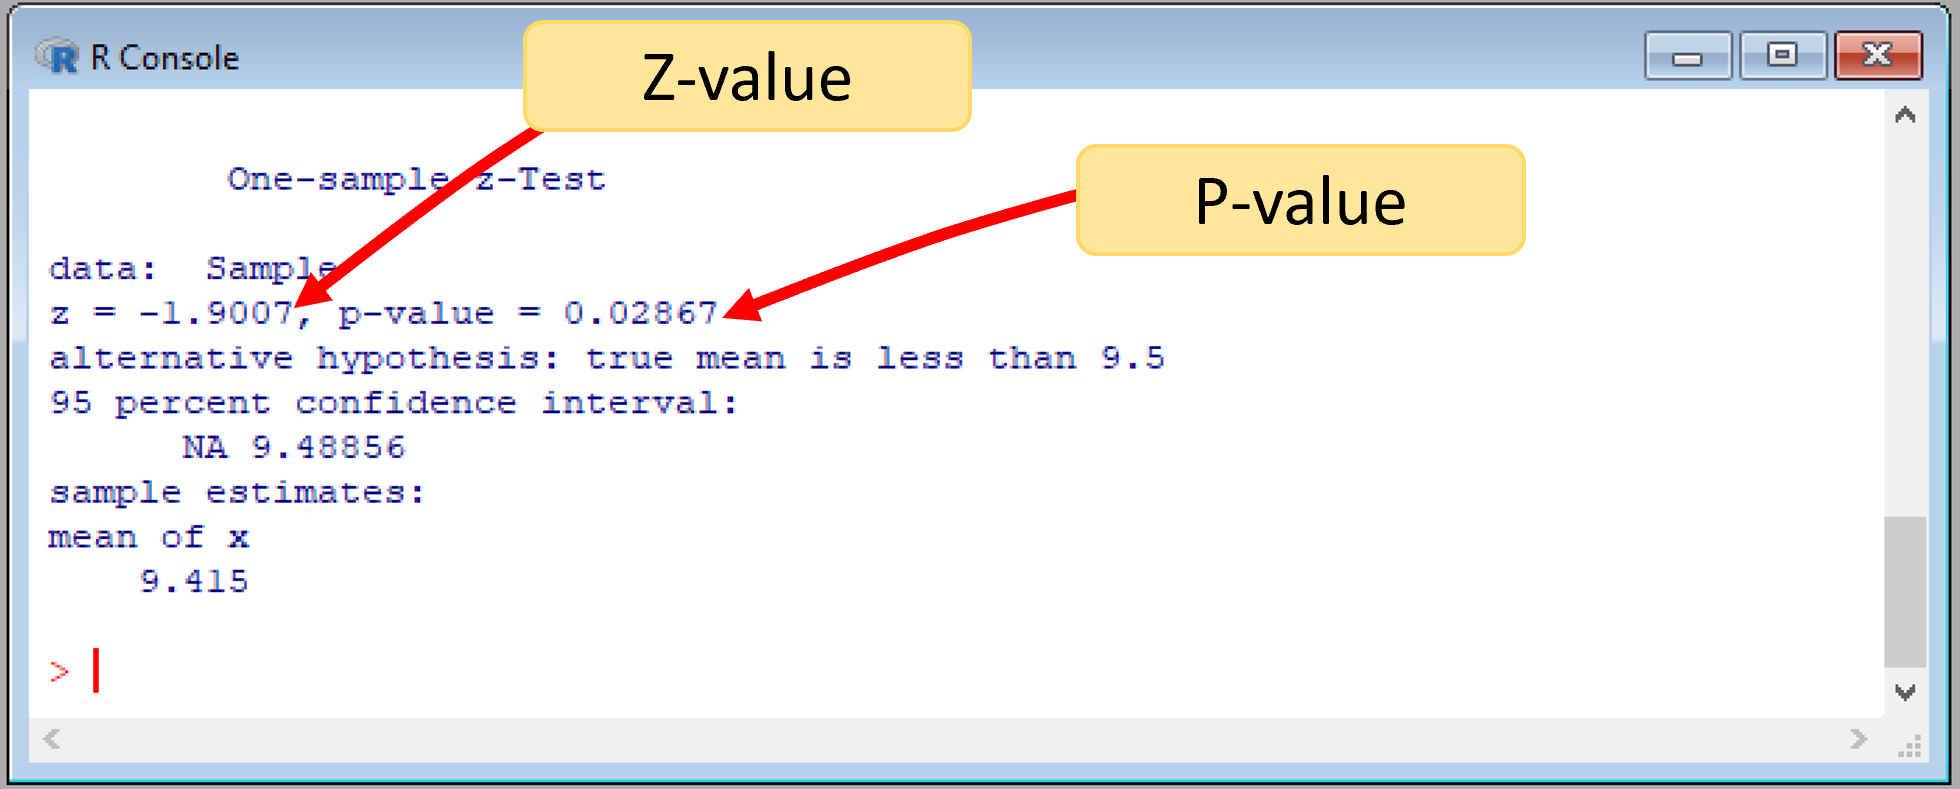 R Console
Z-value
P-value
One-sample z-Test
data:  Sample
z = -1.9007, p-value = 0.02867
alternative hypothesis: true mean is less than 9.5
95 percent confidence interval:
      NA 9.48856
sample estimates:
mean of x
    9.415
>